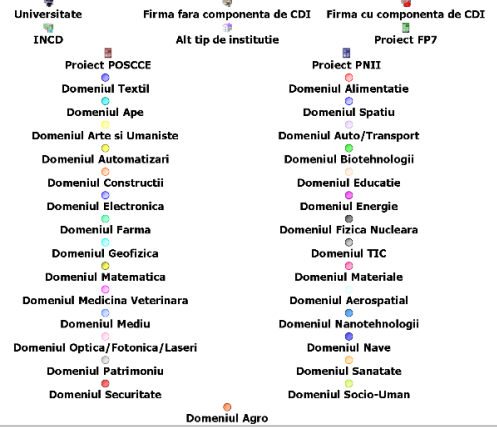 Universitate Firma fara componenta de CDI Firma cu componenta de CDI
INCD Alt tip de institutie Proiect FP7
Proiect POSCCE Proiect PNII
Domeniul Textil Domeniul Alimentatie
Domeniul Ape Domeniul Spatiu
Domeniul Arte si Umaniste Domeniul Auto/Transport
Domeniul Automatizari Domeniul Biotehnologii
Domeniul Constructii Domeniul Educatie
Domeniul Electronica Domeniul Energie
Domeniul Farma Domeniul Fizica Nucleara
Domeniul Geofizica Domeniul TIC
Domeniul Matematica Domeniul Materiale
Domeniul Medicina Veterinara Domeniul Aerospatial
Domeniul Mediu Domeniul Nanotehnologii
Domeniul Optica/Fotonica/Laseri Domeniul Nave
Domeniul Patrimoniu Domeniul Sanatate
Domeniul Securitate Domeniul Socio-Uman
Domeniul Agro